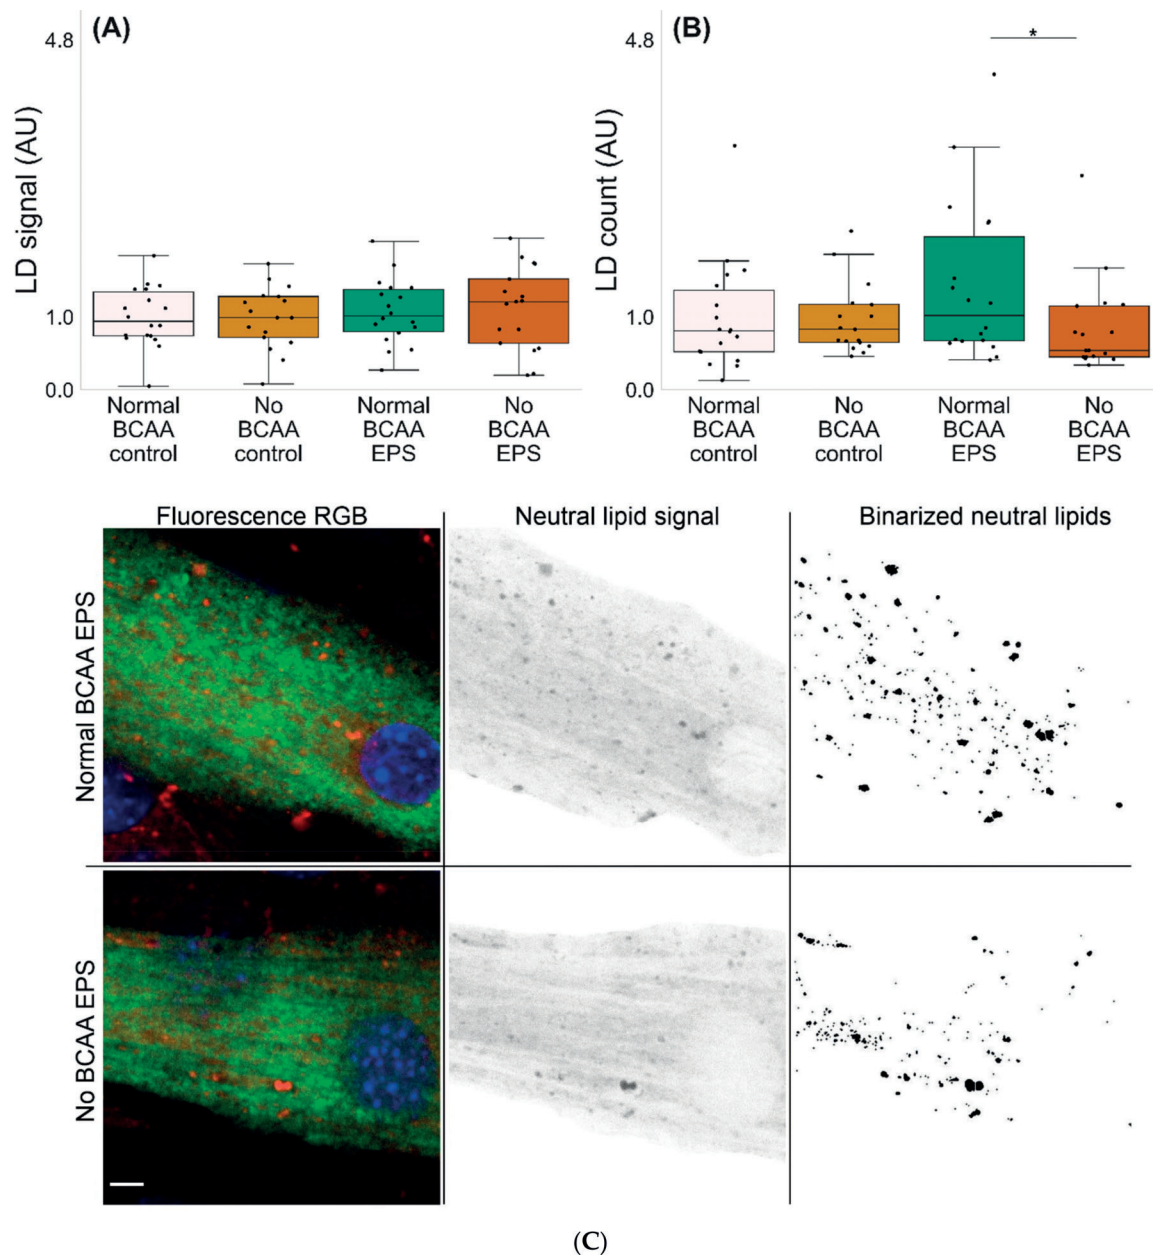 (A)
4.8
1.0
0.0
LD signal (AU)
Normal
BCAA
control
No
BCAA
control
Normal
BCAA
EPS
No
BCAA
EPS
(B)
*
4.8
1.0
0.0
LD count (AU)
Normal
BCAA
control
No
BCAA
control
Normal
BCAA
EPS
No
BCAA
EPS
Fluorescence RGB
Neutral lipid signal
Binarized neutral lipids
Normal BCAA EPS
No BCAA EPS
(C)